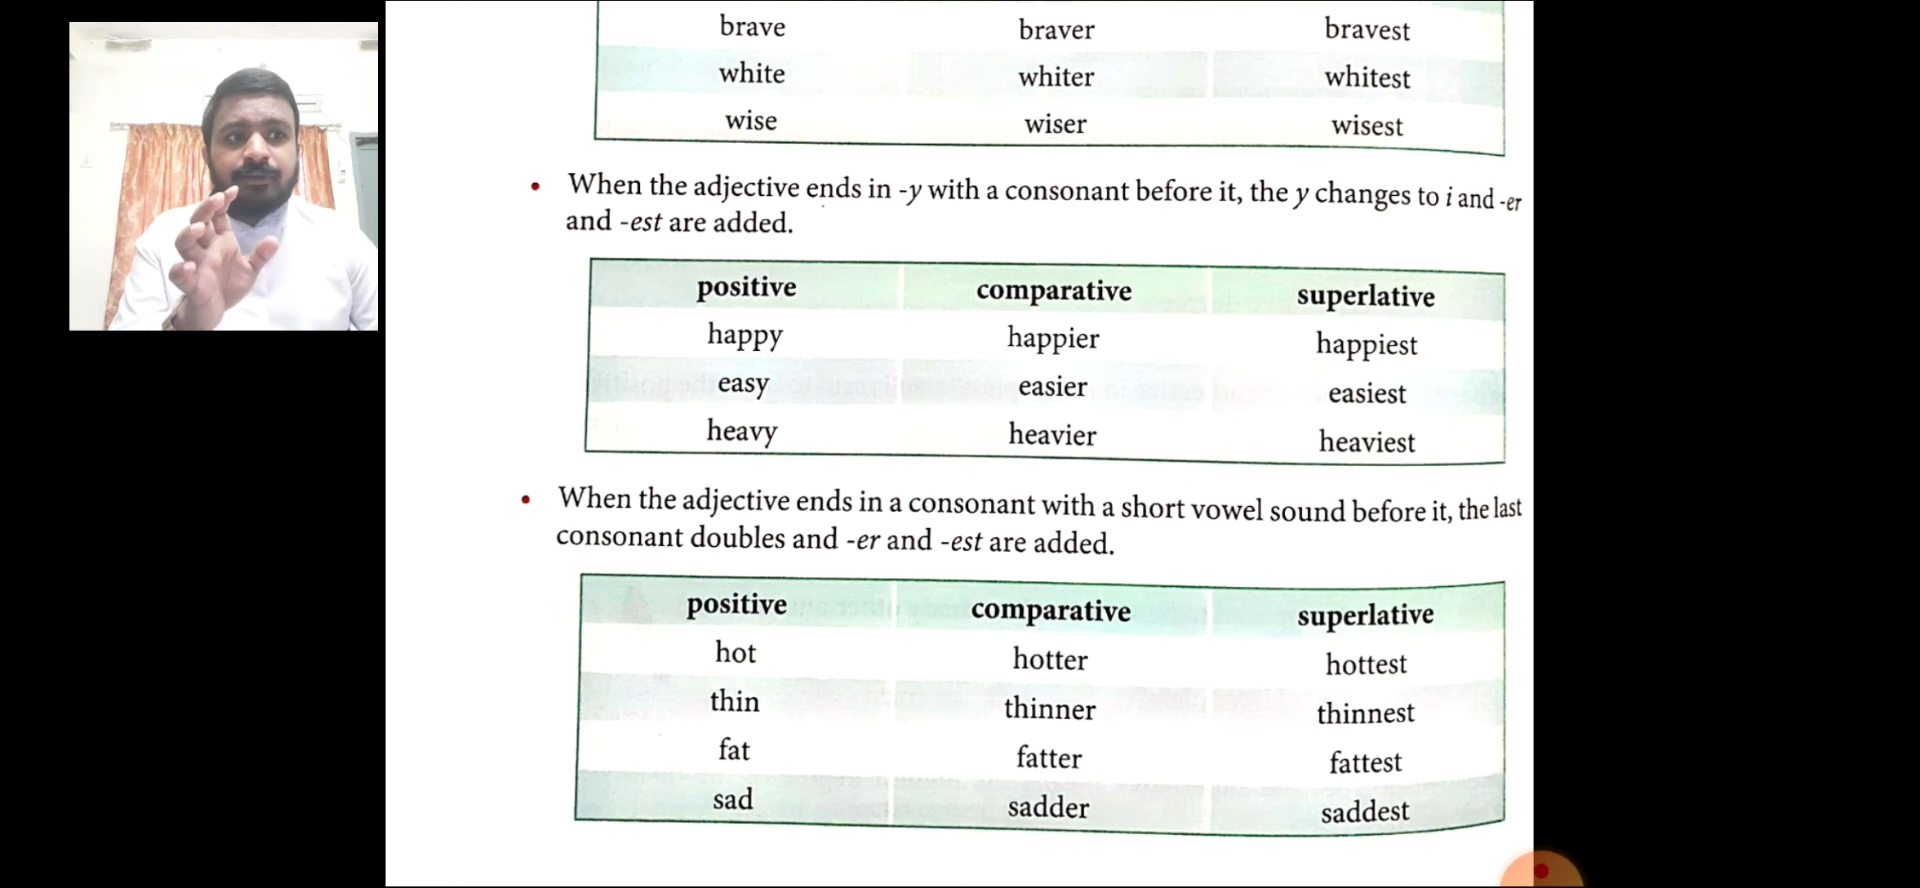 brave braver bravest
white whiter whitest
wise wiser wisest
• When the adjective ends in -y with a consonant before it, the y changes to i and -er
and -est are added.
positive comparative superlative
happy happier happiest
easy easier easiest
heavy heavier heaviest
• When the adjective ends in a consonant with a short vowel sound before it, the last
consonant doubles and -er and -est are added.
positive comparative superlative
hot hotter hottest
thin thinner thinnest
fat fatter fattest
sad sadder saddest